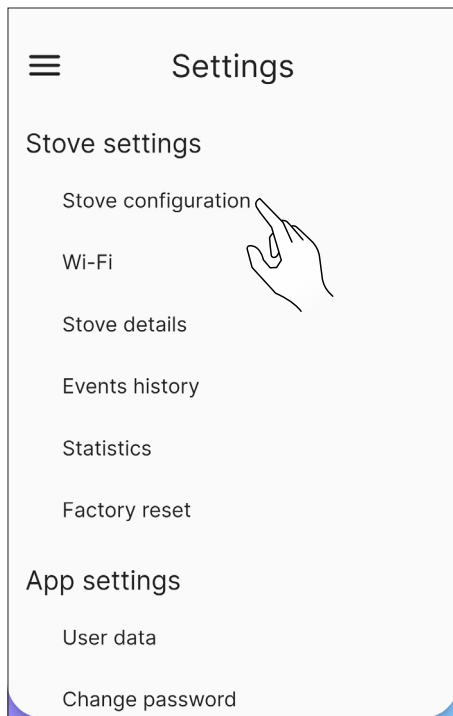 Settings
Stove settings
Stove configuration
Wi-Fi
Stove details
Events history
Statistics
Factory reset
App settings
User data
Change password